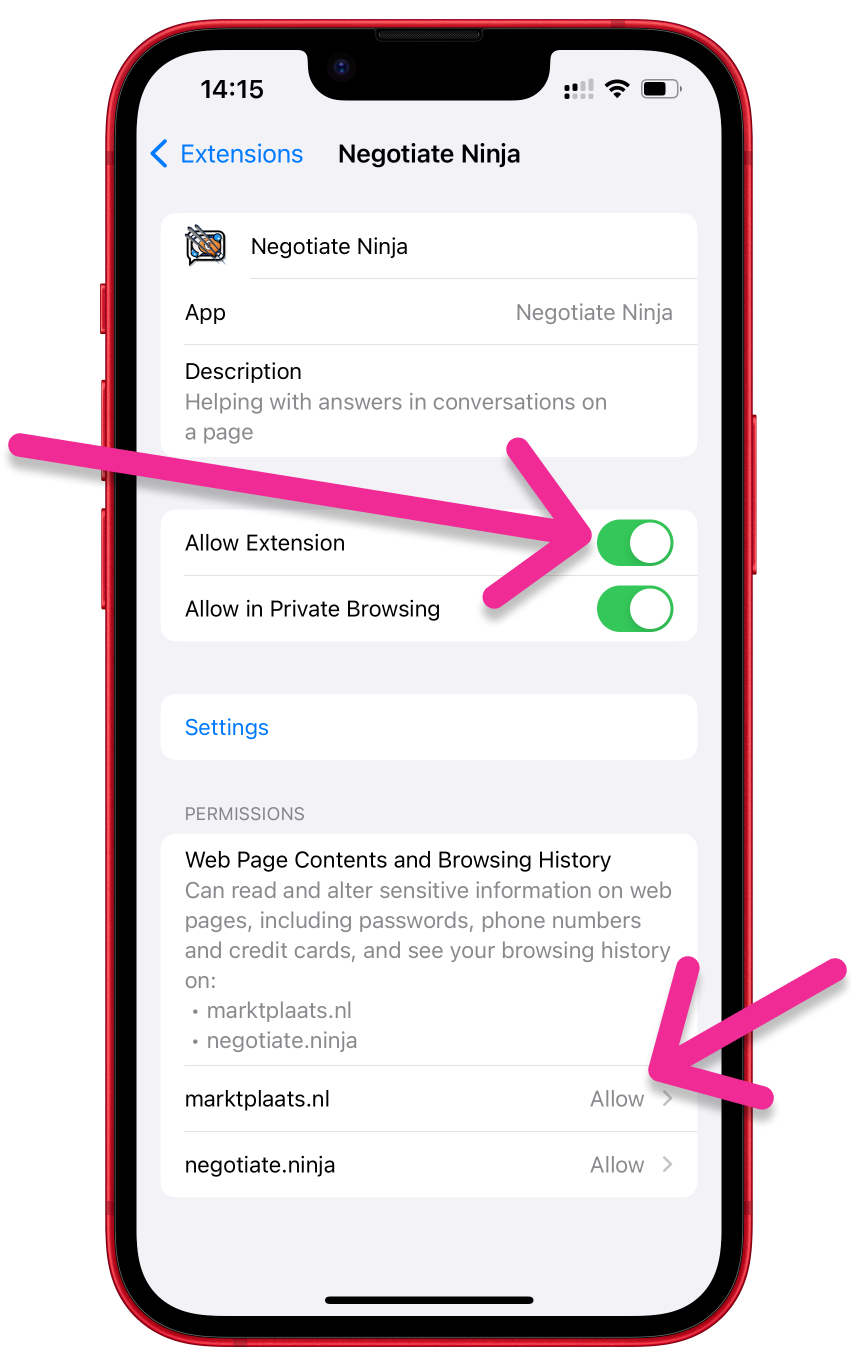 14:15
Extensions
Negotiate Ninja
Negotiate Ninja
App
Negotiate Ninja
Description
Helping with answers in conversations on
a page
Allow Extension
Allow in Private Browsing
Settings
PERMISSIONS
Web Page Contents and Browsing History
Can read and alter sensitive information on web
pages, including passwords, phone numbers
and credit cards, and see your browsing history
on:
• marktplaats.nl
• negotiate.ninja
marktplaats.nl
Allow
negotiate.ninja
Allow